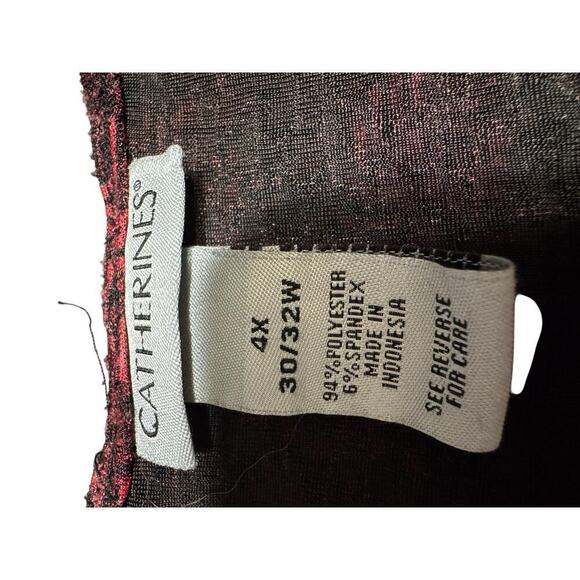 CATHERINES®
4X
30/32W
94%POLYESTER
6%SPANDEX
MADE IN
INDONESIA
SEE REVERSE
FOR CARE